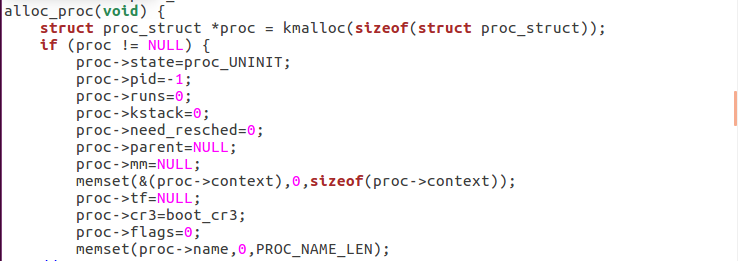 alloc_proc(void) {
    struct proc_struct *proc = kmalloc(sizeof(struct proc_struct));
    if (proc != NULL) {
        proc->state=proc_UNINIT;
        proc->pid=-1;
        proc->runs=0;
        proc->kstack=0;
        proc->need_resched=0;
        proc->parent=NULL;
        proc->mm=NULL;
        memset(&(proc->context),0,sizeof(proc->context));
        proc->tf=NULL;
        proc->cr3=boot_cr3;
        proc->flags=0;
        memset(proc->name,0,PROC_NAME_LEN);